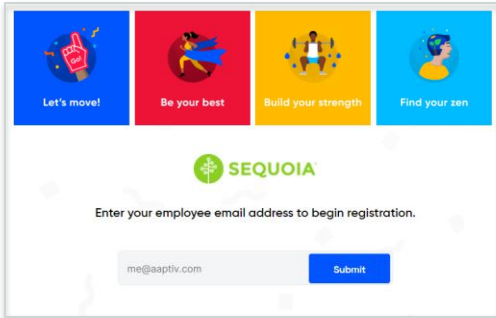 Go!
Let's move!
Be your best
Build your strength
Find your zen
SEQUOIA
Enter your employee email address to begin registration.
me@aaptiv.com
Submit